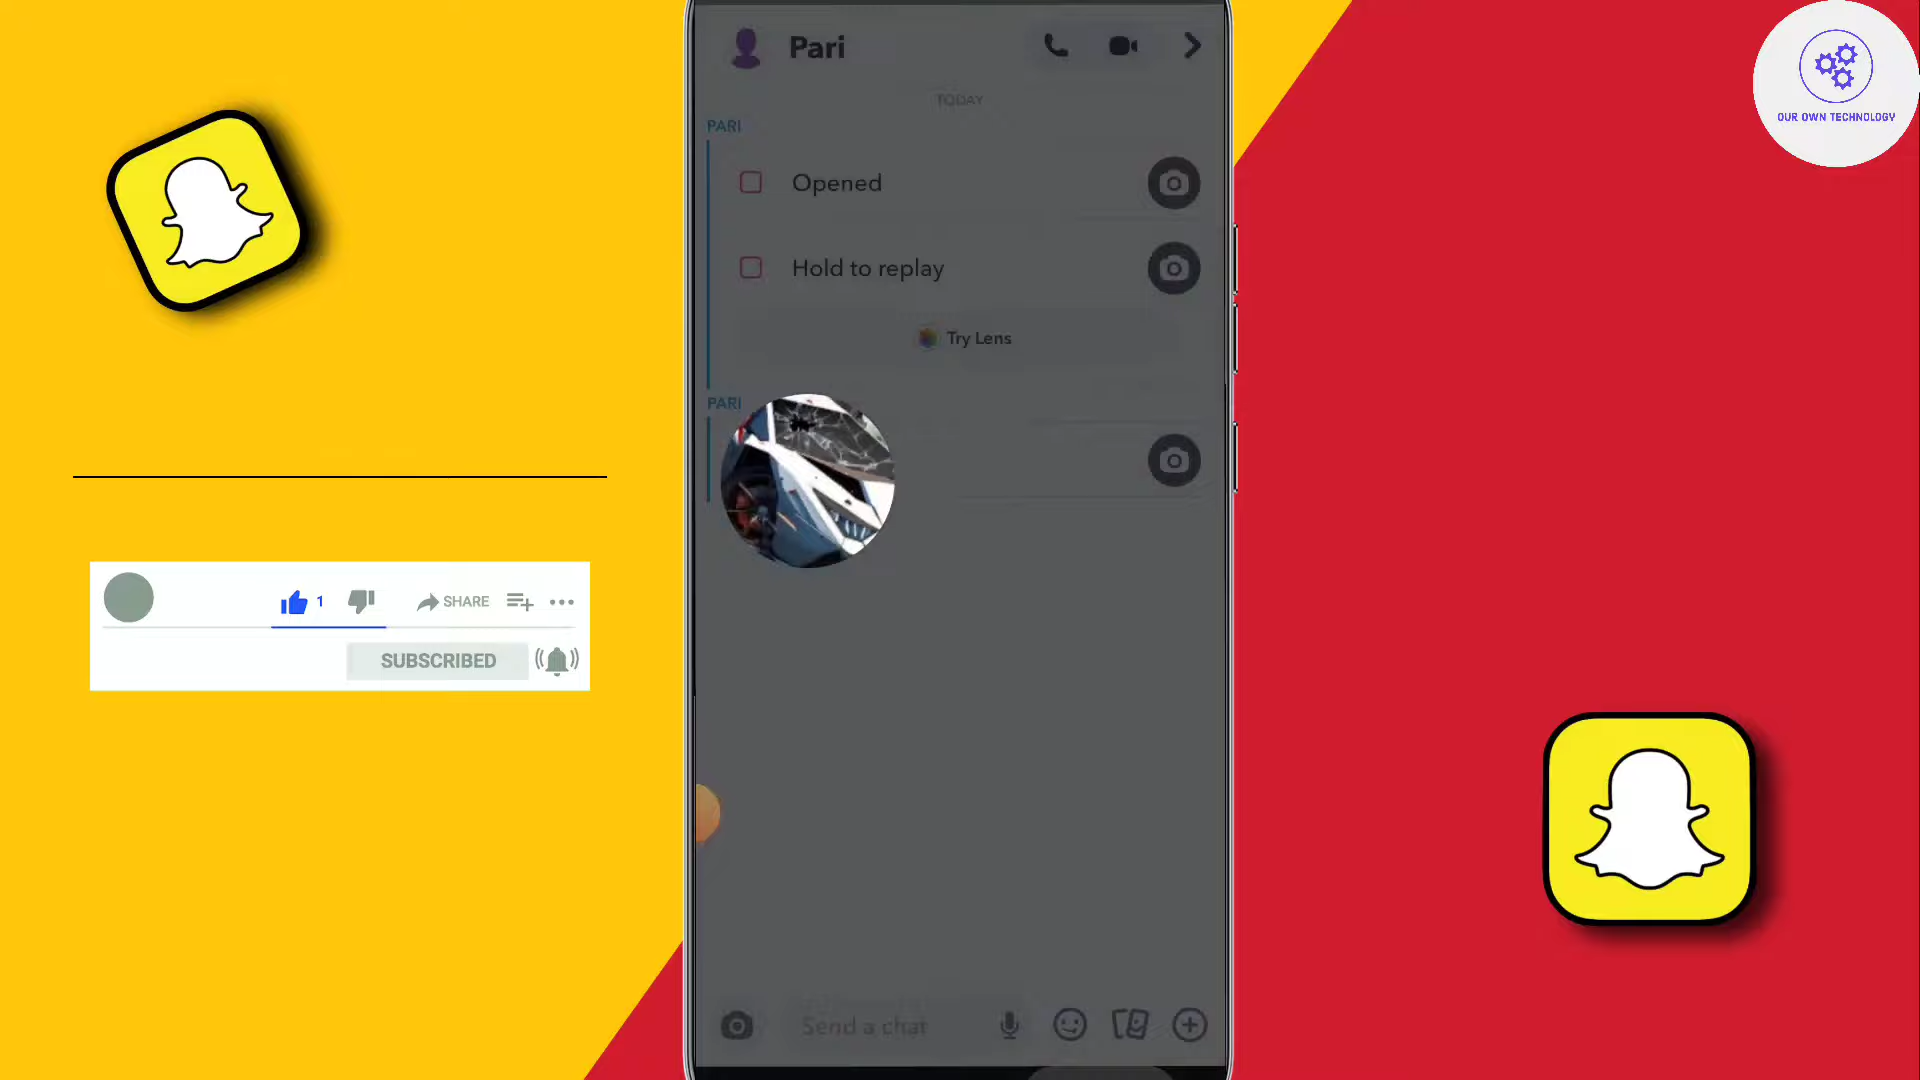 Pari
TODAY
PARI
Opened
Hold to replay
Try Lens
PARI
Send a chat
1
SHARE
SUBSCRIBED
OUR OWN TECHNOLOGY